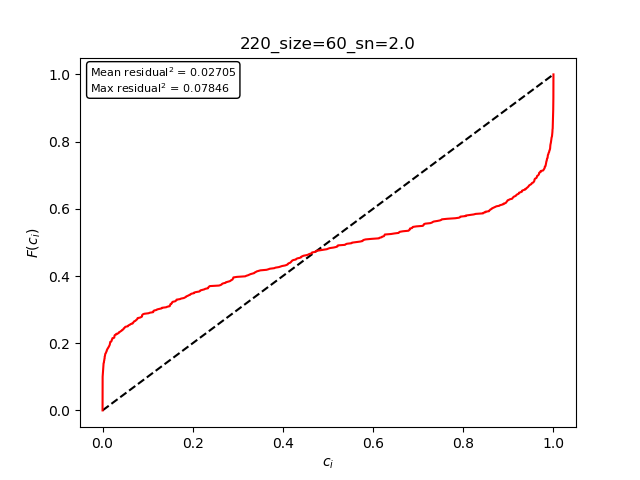 220_size=60_sn=2.0
Mean residual² = 0.02705
Max residual² = 0.07846
1.0
0.8
0.6
0.4
0.2
0.0
F(cᵢ)
0.0 0.2 0.4 0.6 0.8 1.0
cᵢ